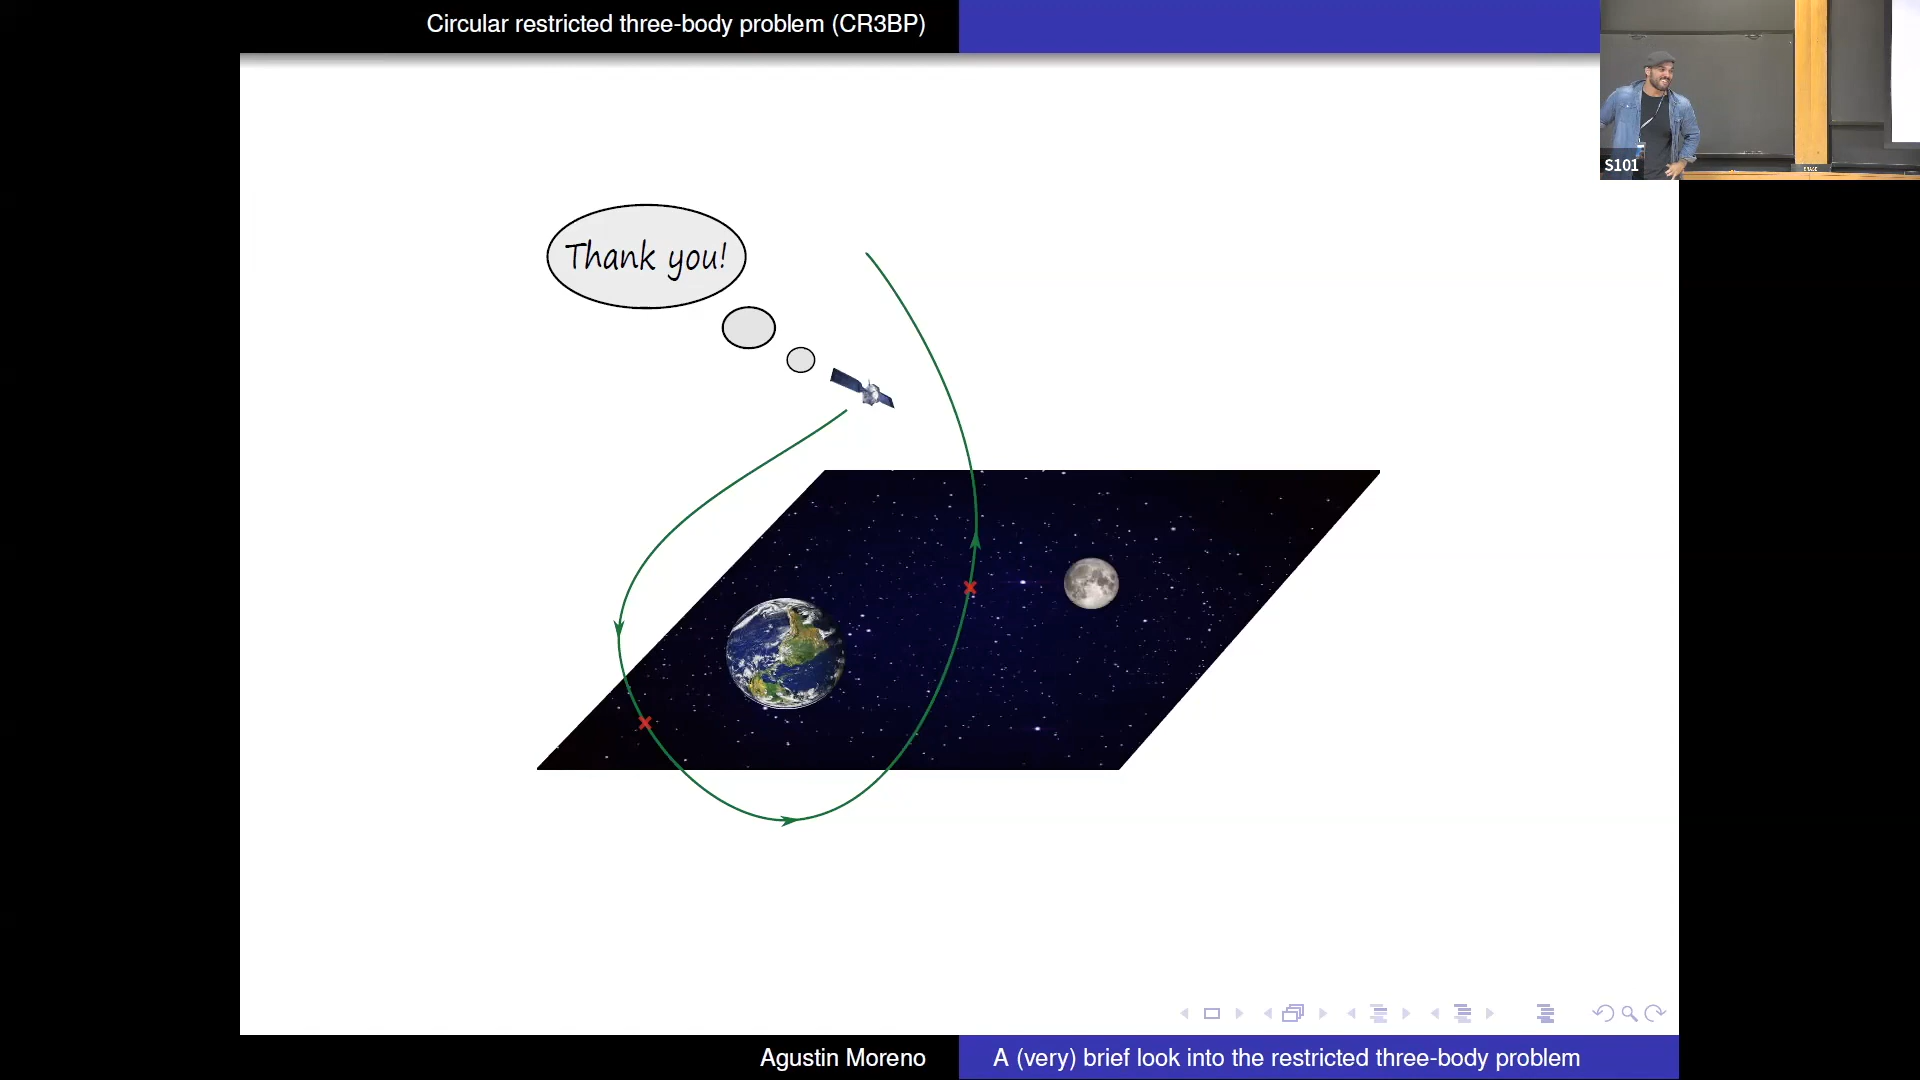 Circular restricted three-body problem (CR3BP)
S101
Thank you!
Agustin Moreno
A (very) brief look into the restricted three-body problem